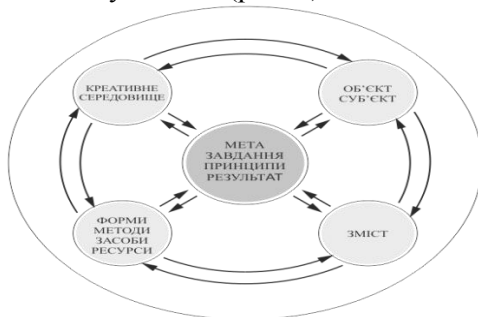 КРЕАТИВНЕ
СЕРЕДОВИЩЕ
ОБ’ЄКТ
СУБ’ЄКТ
МЕТА
ЗАВДАННЯ
ПРИНЦИПИ
РЕЗУЛЬТАТ
ФОРМИ
МЕТОДИ
ЗАСОБИ
РЕСУРСИ
ЗМІСТ